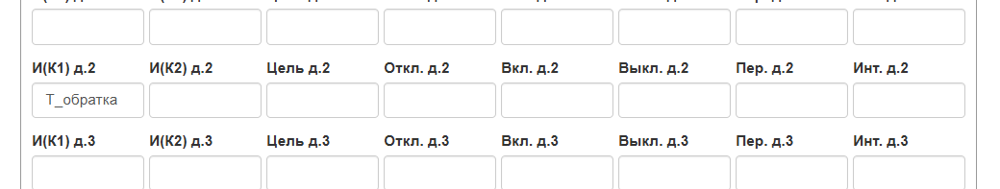 И(К1) д.2 И(К2) д.2 Цель д.2 Откл. д.2 Вкл. д.2 Выкл. д.2 Пер. д.2 Инт. д.2
Т_обратка
И(К1) д.3 И(К2) д.3 Цель д.3 Откл. д.3 Вкл. д.3 Выкл. д.3 Пер. д.3 Инт. д.3